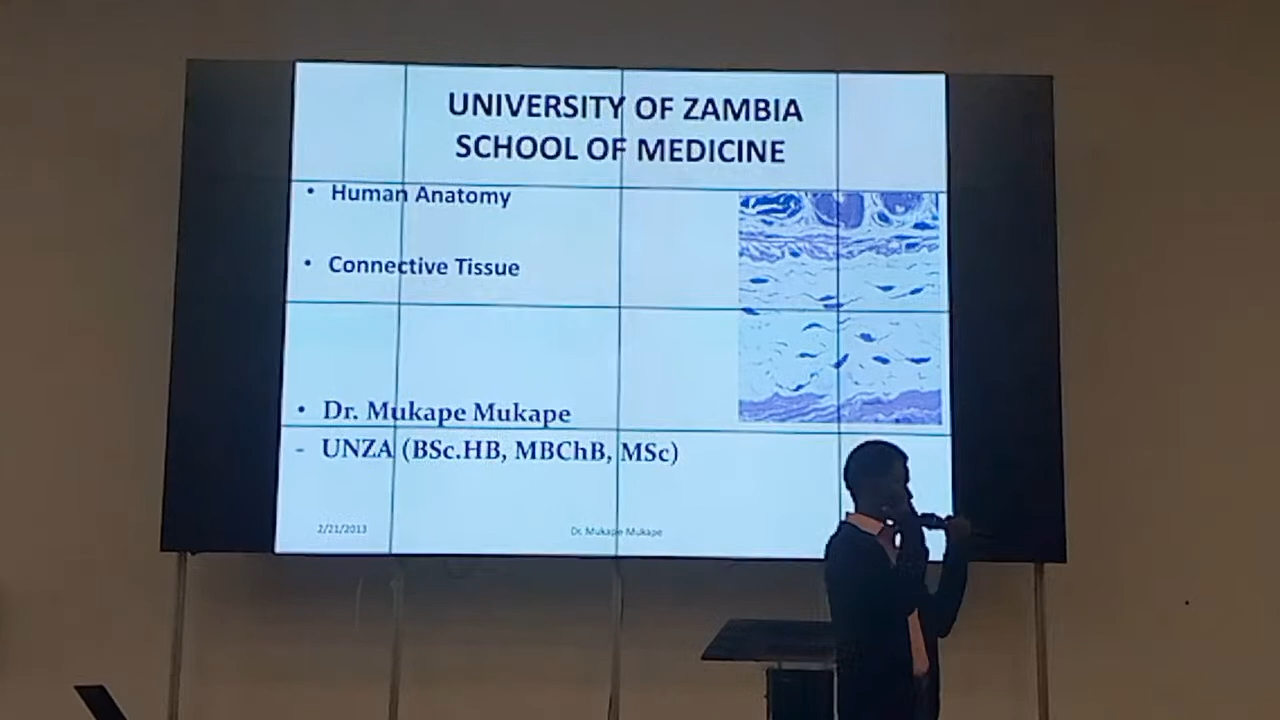 UNIVERSITY OF ZAMBIA
SCHOOL OF MEDICINE
• Human Anatomy
• Connective Tissue
• Dr. Mukape Mukape
- UNZA (BSc.HB, MBChB, MSc)
2/21/2013 Dr. Mukape Mukape